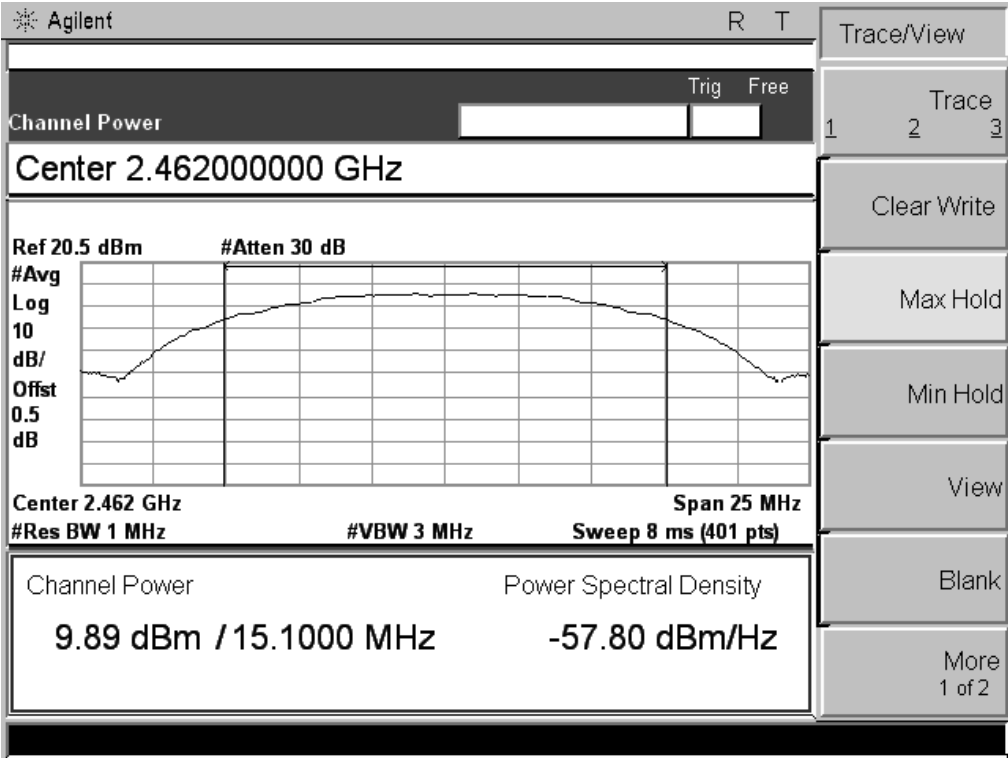 Agilent R T
Trace/View
Trig Free
Channel Power
Center 2.462000000 GHz
Ref 20.5 dBm #Atten 30 dB
#Avg
Log
10
dB/
Offst
0.5
dB
Center 2.462 GHz Span 25 MHz
#Res BW 1 MHz #VBW 3 MHz Sweep 8 ms (401 pts)
Channel Power Power Spectral Density
9.89 dBm / 15.1000 MHz -57.80 dBm/Hz
Trace
1 2 3
Clear Write
Max Hold
Min Hold
View
Blank
More
1 of 2